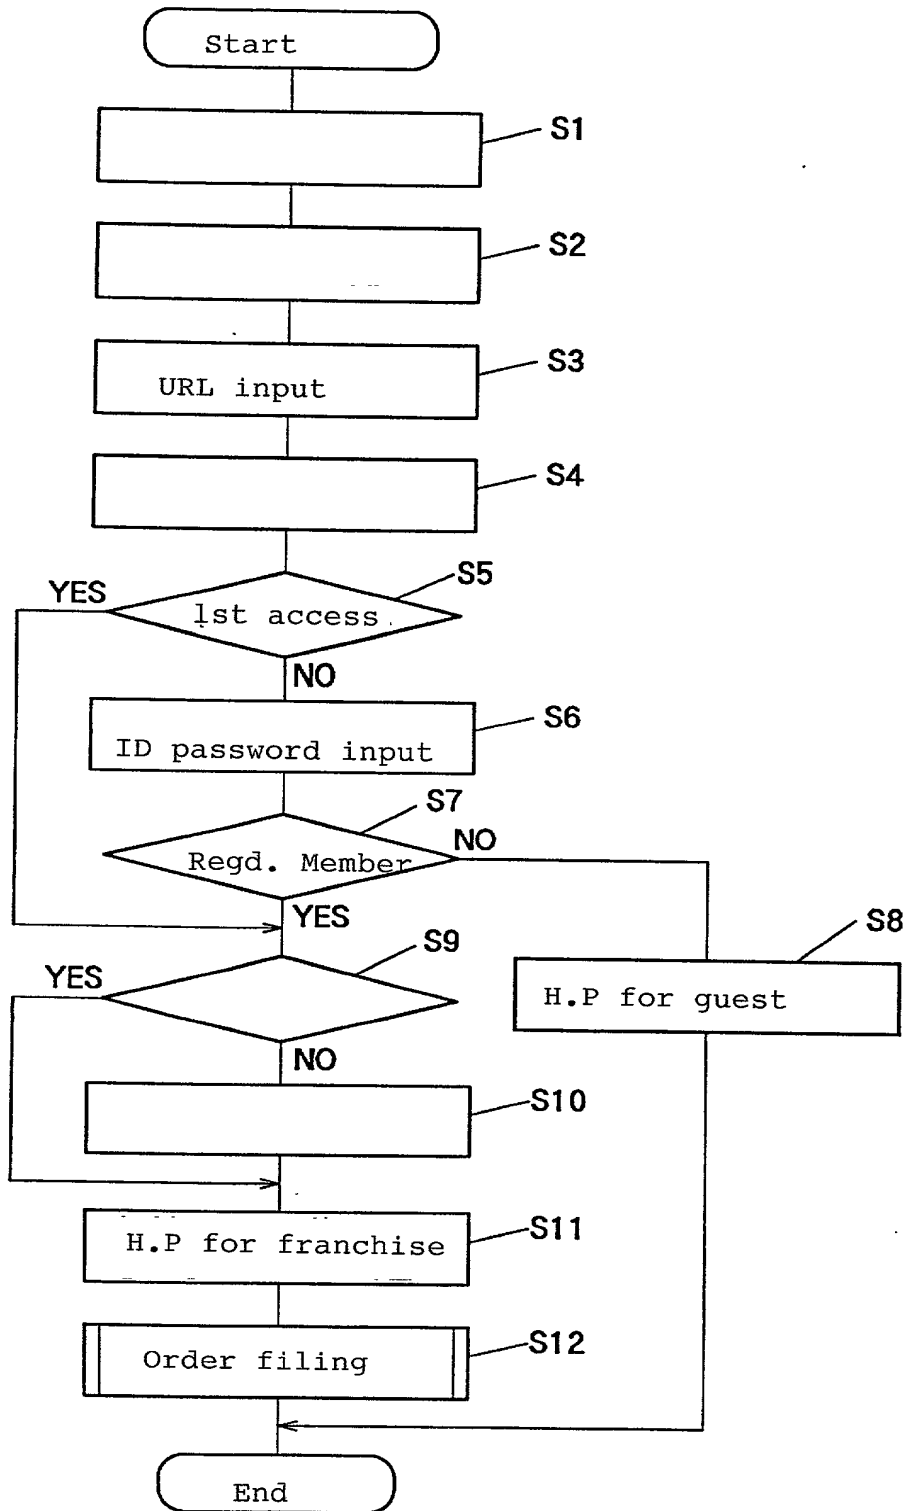 Start
S1
S2
S3
URL input
S4
S5
YES
1st access
NO
S6
ID password input
S7
NO
Regd. Member
YES
S8
S9
YES
H.P for guest
NO
S10
S11
H.P for franchise
S12
Order filing
End